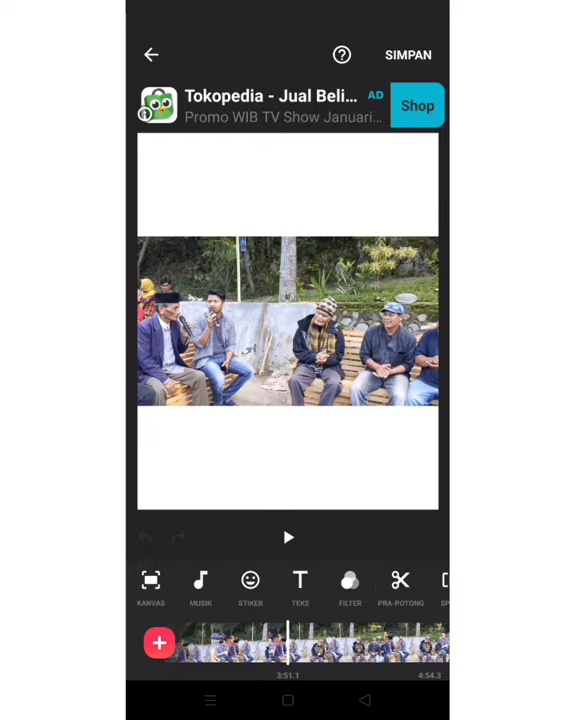 SIMPAN
Tokopedia - Jual Beli...
AD
Promo WIB TV Show Januari...
Shop
KANVAS
MUSIK
STIKER
TEKS
FILTER
PRA-POTONG
SP
3:51.1
4:54.3